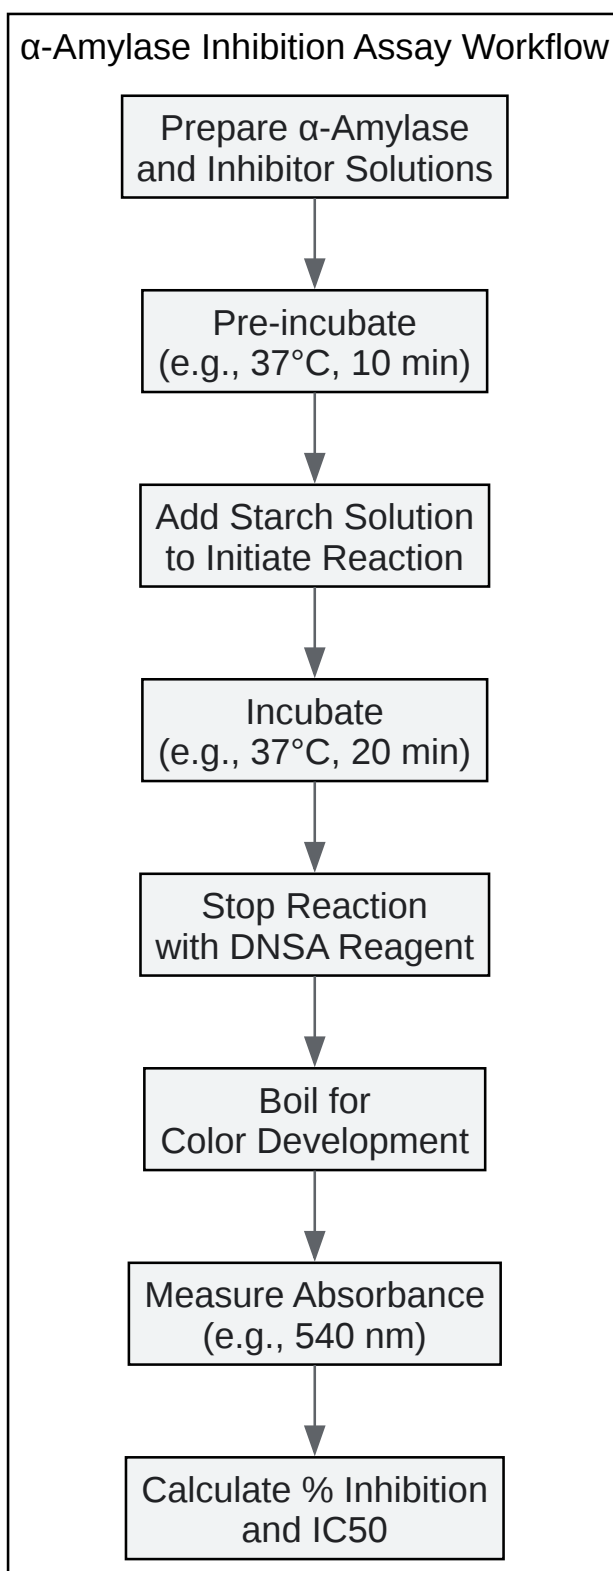 α-Amylase Inhibition Assay Workflow
Prepare α-Amylase
and Inhibitor Solutions
Pre-incubate
(e.g., 37°C, 10 min)
Add Starch Solution
to Initiate Reaction
Incubate
(e.g., 37°C, 20 min)
Stop Reaction
with DNSA Reagent
Boil for
Color Development
Measure Absorbance
(e.g., 540 nm)
Calculate % Inhibition
and IC50